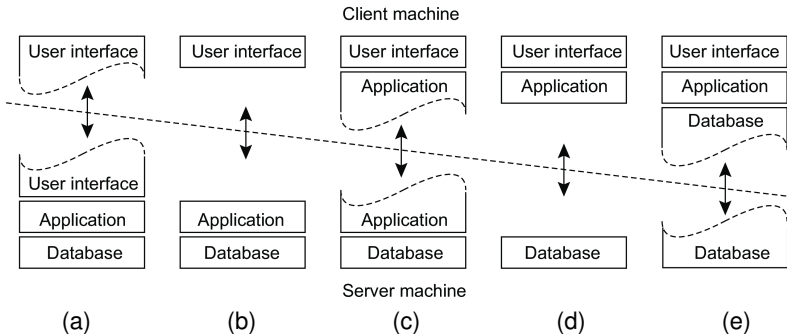 Client machine
User interface User interface User interface User interface User interface
Application Application Application
Database
User interface
Application Application Application
Database Database Database Database Database
Server machine
(a) (b) (c) (d) (e)